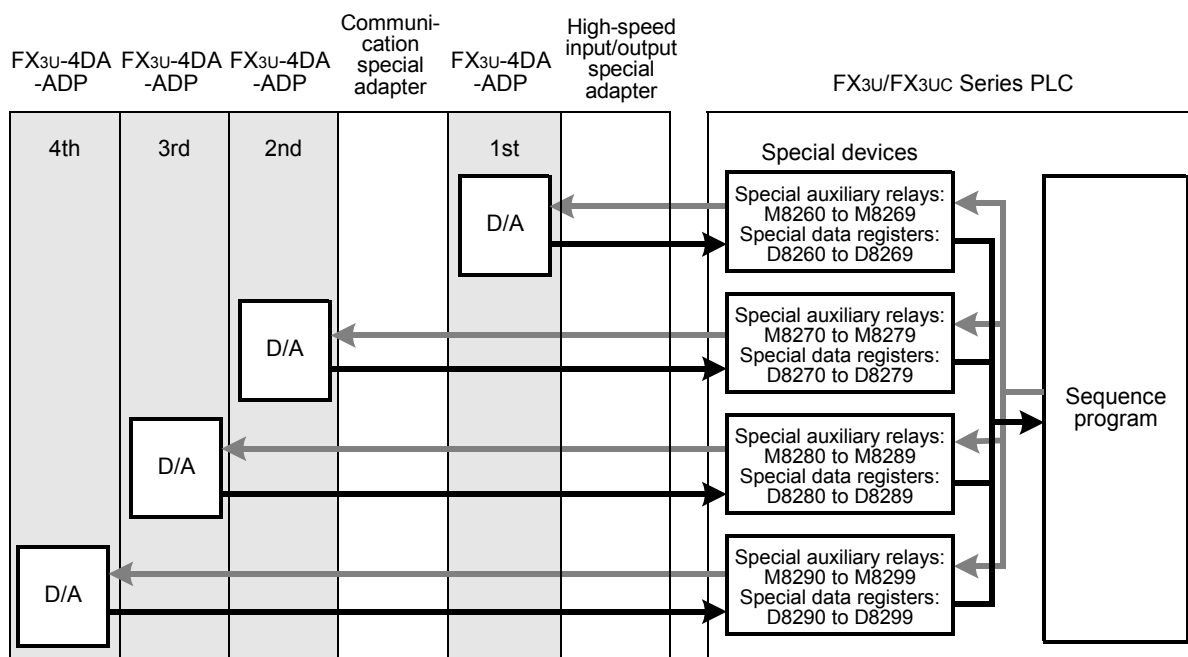 FX3U-4DA
-ADP
FX3U-4DA
-ADP
FX3U-4DA
-ADP
Communi-
cation
special
adapter
FX3U-4DA
-ADP
High-speed
input/output
special
adapter
FX3U/FX3UC Series PLC
4th
3rd
2nd
1st
Special devices
D/A
Special auxiliary relays:
M8260 to M8269
Special data registers:
D8260 to D8269
D/A
Special auxiliary relays:
M8270 to M8279
Special data registers:
D8270 to D8279
Sequence
program
D/A
Special auxiliary relays:
M8280 to M8289
Special data registers:
D8280 to D8289
D/A
Special auxiliary relays:
M8290 to M8299
Special data registers:
D8290 to D8299